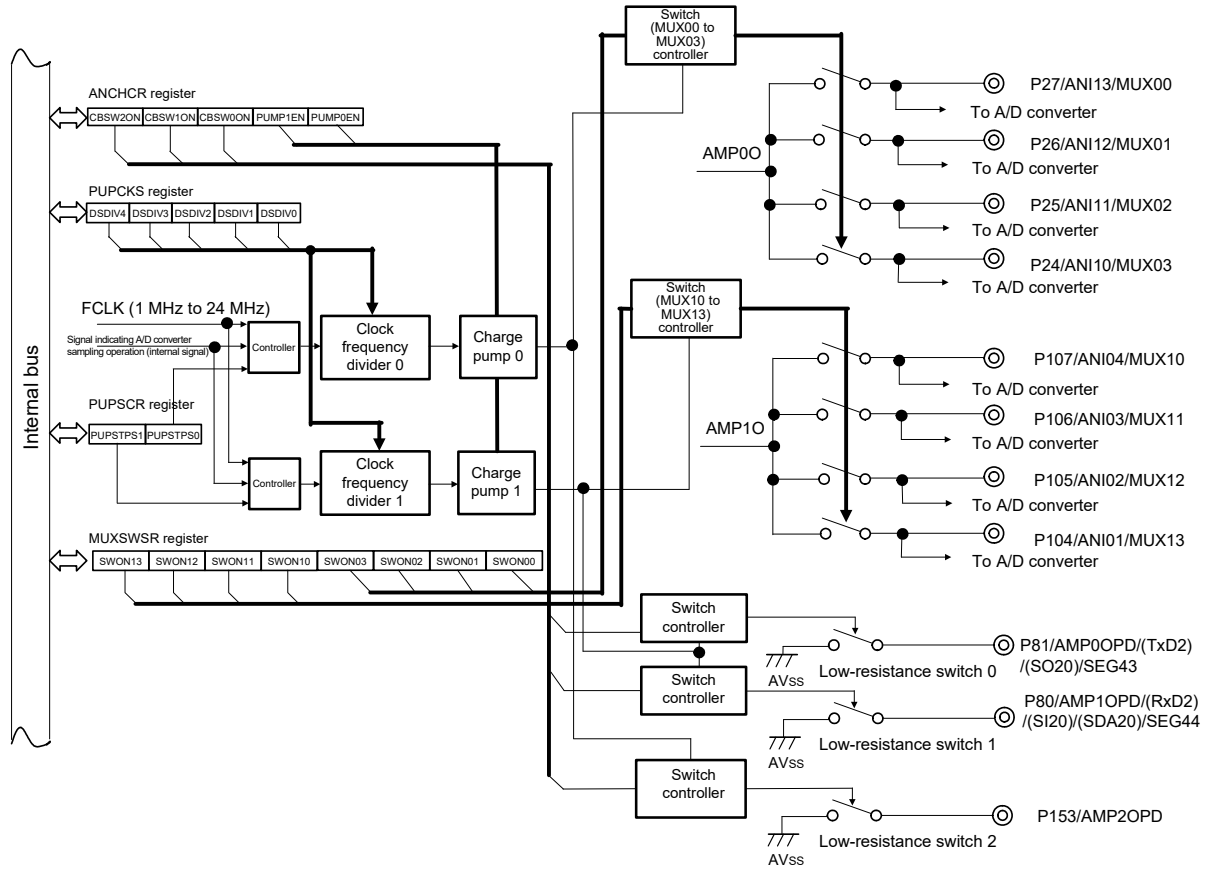 Switch
(MUX00 to
MUX03)
controller
ANCHCR register
CBSW2ON CBSW1ON CBSW0ON PUMP1EN PUMP0EN
P27/ANI13/MUX00
To A/D converter
P26/ANI12/MUX01
To A/D converter
AMP0O
PUPCKS register
DSDIV4 DSDIV3 DSDIV2 DSDIV1 DSDIV0
P25/ANI11/MUX02
To A/D converter
P24/ANI10/MUX03
To A/D converter
Switch
(MUX10 to
MUX13)
controller
FCLK (1 MHz to 24 MHz)
Signal indicating A/D converter
sampling operation (internal signal)
Controller
Clock
frequency
divider 0
Charge
pump 0
P107/ANI04/MUX10
To A/D converter
Internal bus
PUPSCR register
PUPSTPS1 PUPSTPS0
P106/ANI03/MUX11
To A/D converter
AMP1O
Controller
Clock
frequency
divider 1
Charge
pump 1
P105/ANI02/MUX12
To A/D converter
P104/ANI01/MUX13
To A/D converter
MUXSWSR register
SWON13 SWON12 SWON11 SWON10 SWON03 SWON02 SWON01 SWON00
Switch
controller
AVss
Low-resistance switch 0
P81/AMP0OPD/(TxD2)
/(SO20)/SEG43
Switch
controller
AVss
Low-resistance switch 1
P80/AMP1OPD/(RxD2)
/(SI20)/(SDA20)/SEG44
Switch
controller
AVss
Low-resistance switch 2
P153/AMP2OPD